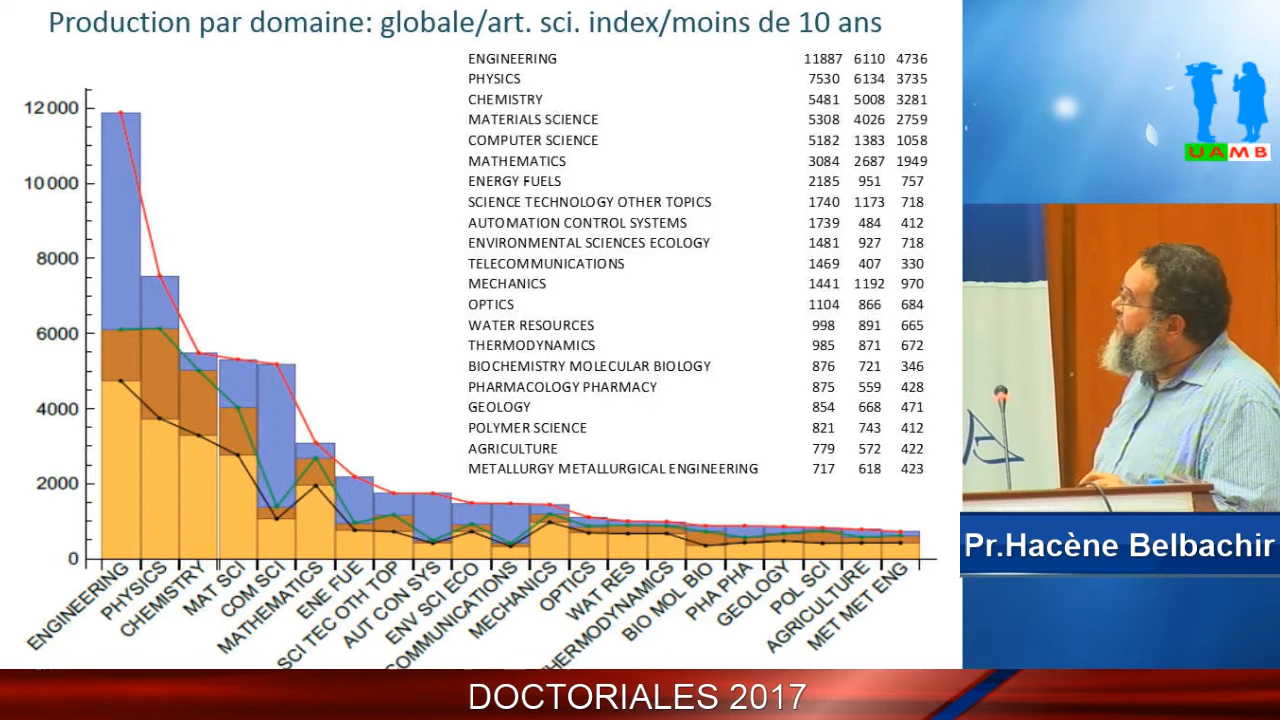 Production par domaine: globale/art. sci. index/moins de 10 ans
ENGINEERING 11887 6110 4736
PHYSICS 7530 6134 3735
CHEMISTRY 5481 5008 3281
MATERIALS SCIENCE 5308 4026 2759
COMPUTER SCIENCE 5182 1383 1058
MATHEMATICS 3084 2687 1949
ENERGY FUELS 2185 951 757
SCIENCE TECHNOLOGY OTHER TOPICS 1740 1173 718
AUTOMATION CONTROL SYSTEMS 1739 484 412
ENVIRONMENTAL SCIENCES ECOLOGY 1481 927 718
TELECOMMUNICATIONS 1469 407 330
MECHANICS 1441 1192 970
OPTICS 1104 866 684
WATER RESOURCES 998 891 665
THERMODYNAMICS 985 871 672
BIOCHEMISTRY MOLECULAR BIOLOGY 876 721 346
PHARMACOLOGY PHARMACY 875 559 428
GEOLOGY 854 668 471
POLYMER SCIENCE 821 743 412
AGRICULTURE 779 572 422
METALLURGY METALLURGICAL ENGINEERING 717 618 423
12000
10000
8000
6000
4000
2000
0
ENGINEERING
PHYSICS
CHEMISTRY
MAT SCI
COM SCI
MATHEMATICS
ENE FUE
SCI TEC OTH TOP
AUT CON SYS
ENV SCI ECO
COMMUNICATIONS
MECHANICS
OPTICS
WAT RES
THERMODYNAMICS
BIO MOL BIO
PHA PHA
GEOLOGY
POL SCI
AGRICULTURE
MET MET ENG
UAMB
Pr.Hacène Belbachir
DOCTORIALES 2017